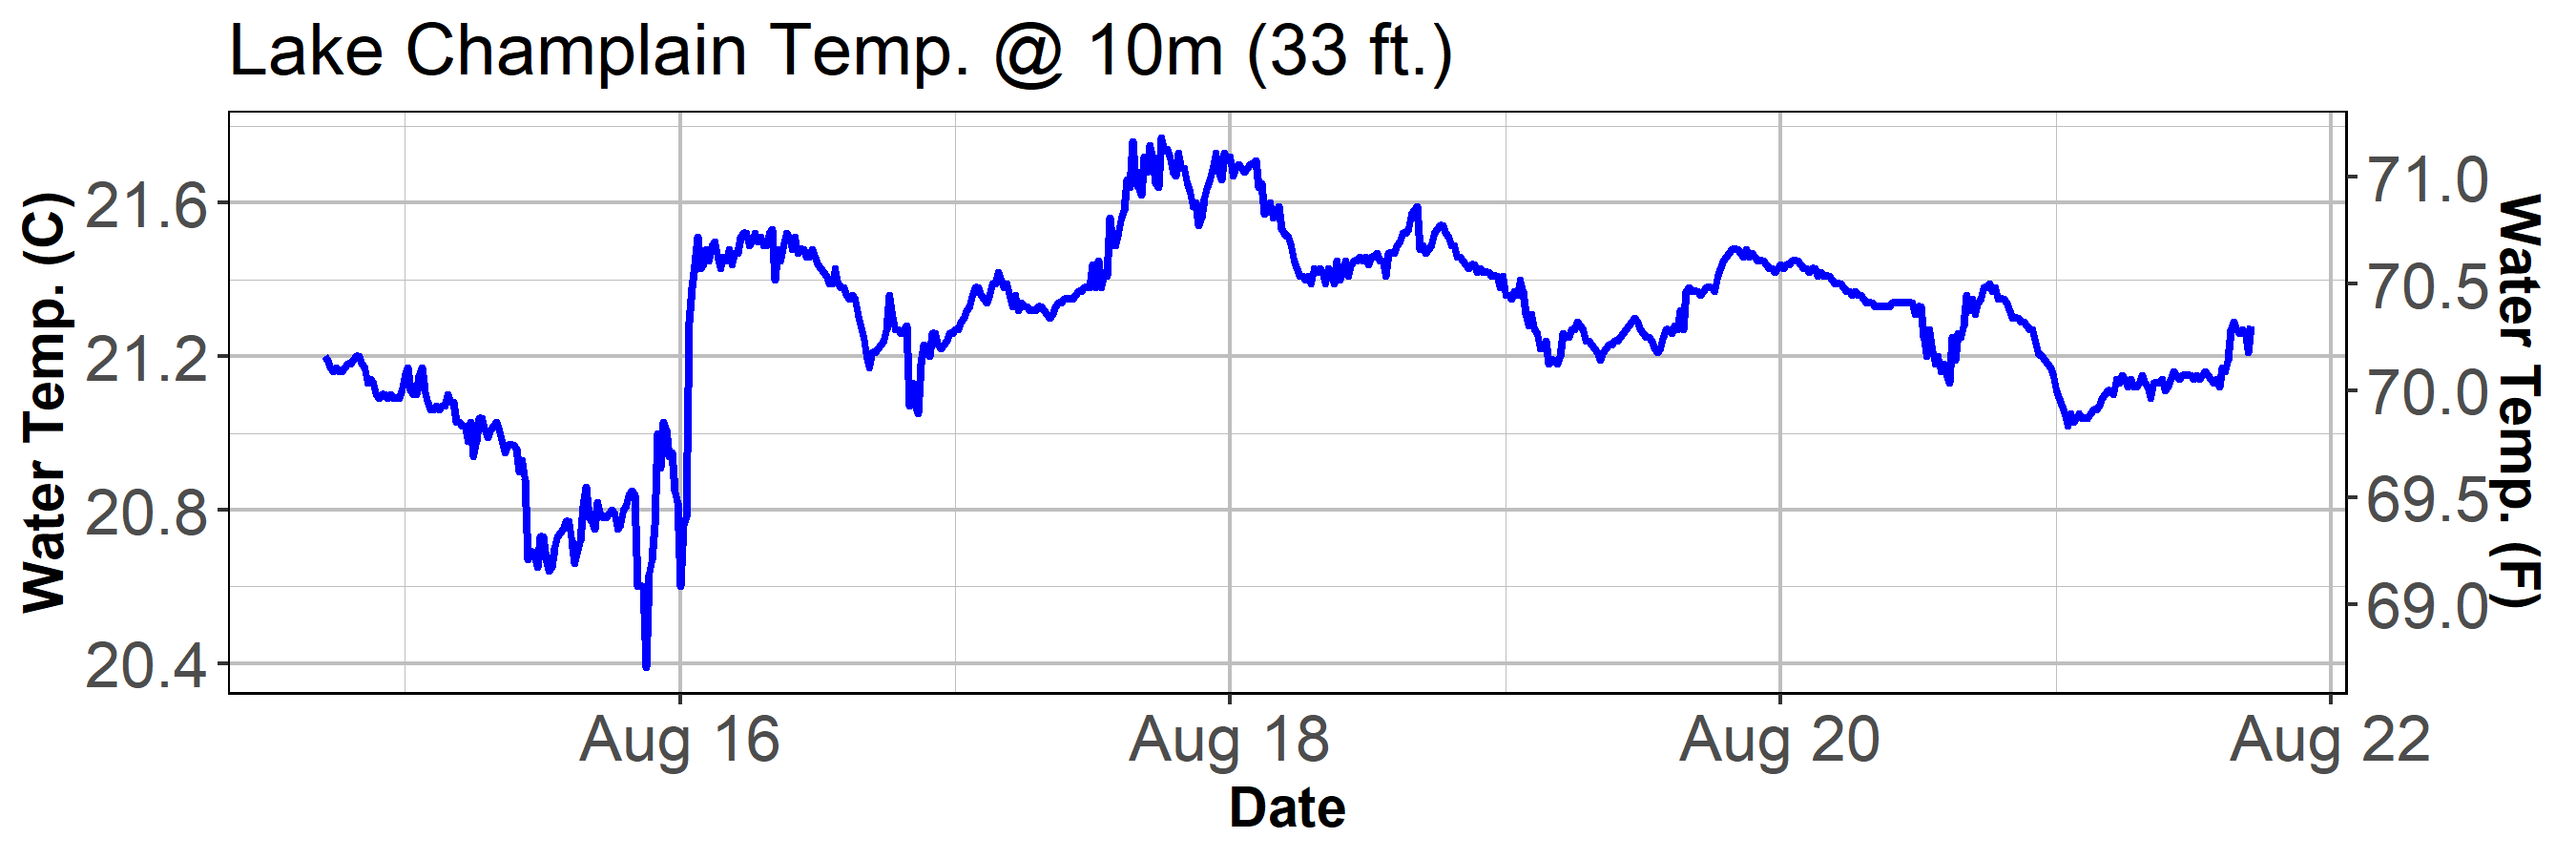 Lake Champlain Temp. @ 10m (33 ft.)
Water Temp. (C)
21.6
21.2
20.8
20.4
71.0
70.5
70.0
69.5
69.0
Water Temp. (F)
Aug 16
Aug 18
Aug 20
Aug 22
Date